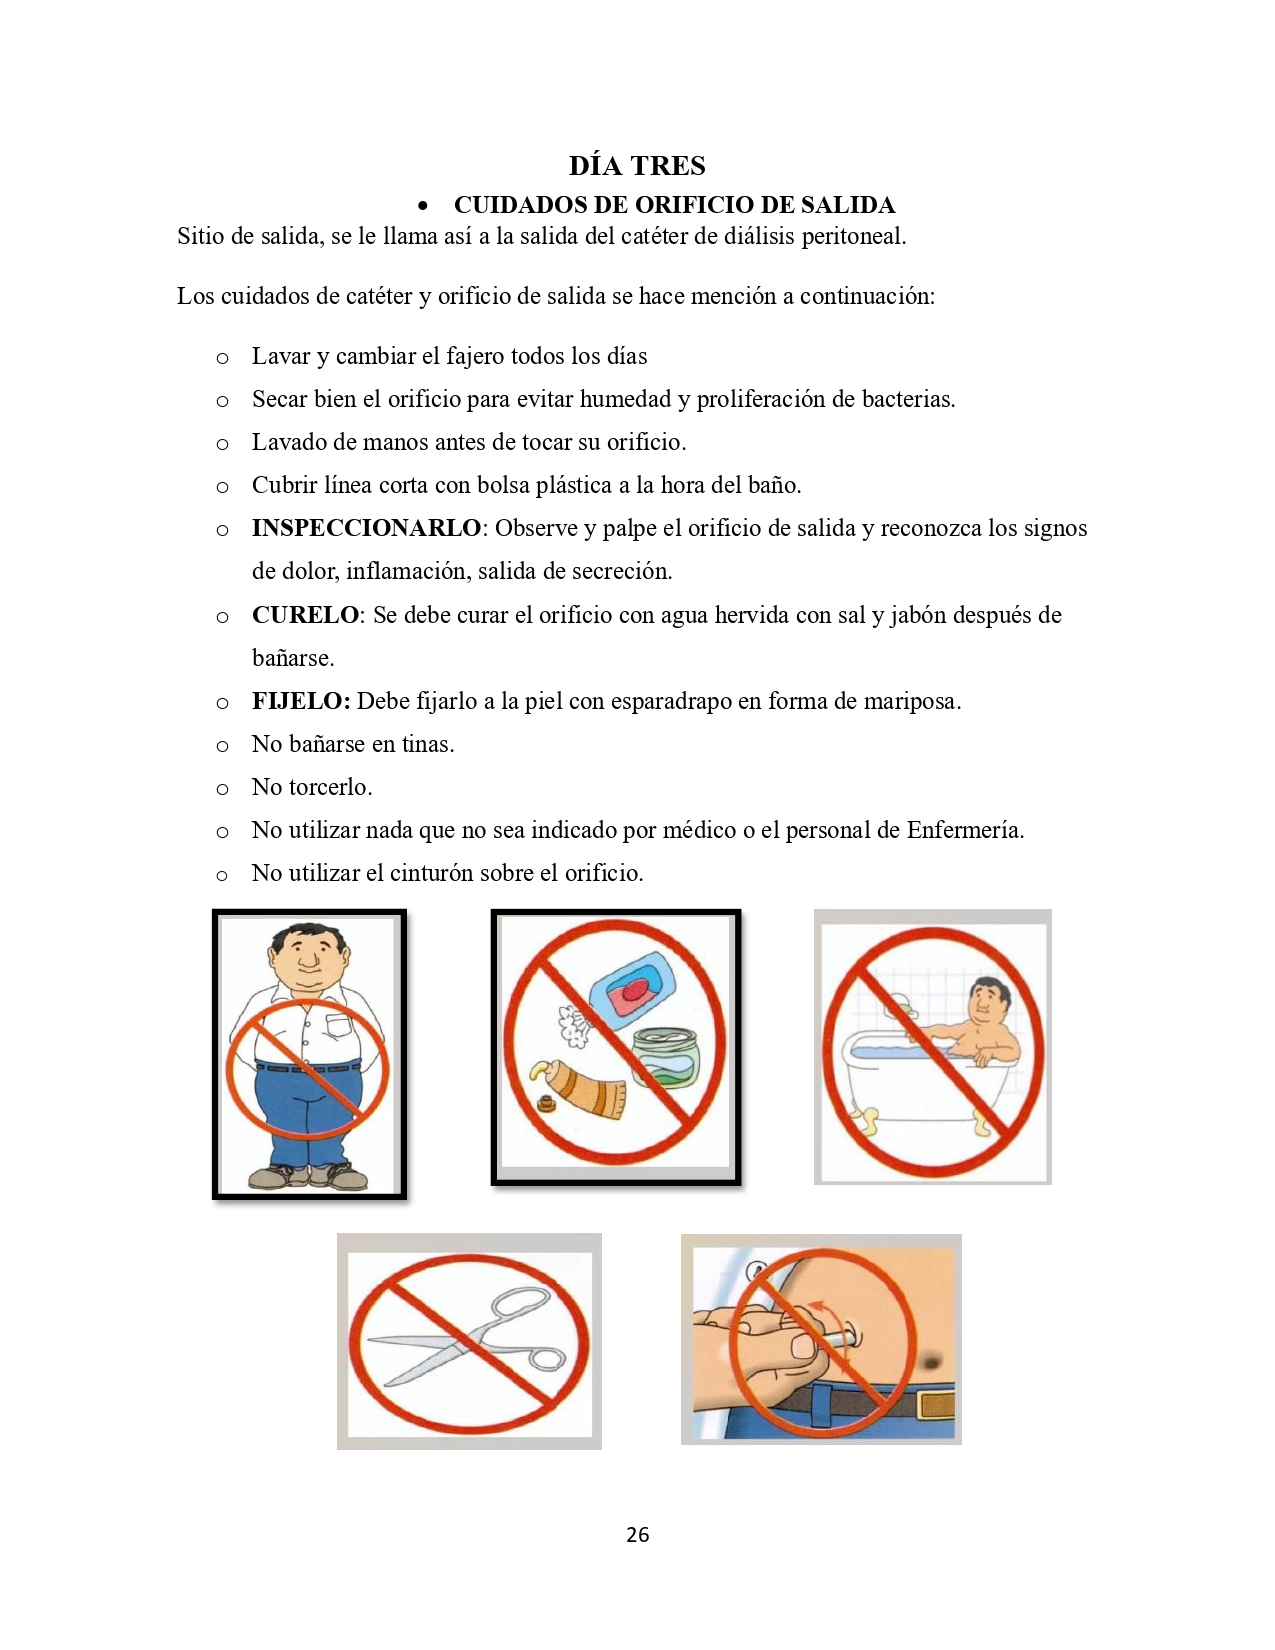 DÍA TRES
• CUIDADOS DE ORIFICIO DE SALIDA
Sitio de salida, se le llama así a la salida del catéter de diálisis peritoneal.
Los cuidados de catéter y orificio de salida se hace mención a continuación:
o Lavar y cambiar el fajero todos los días
o Secar bien el orificio para evitar humedad y proliferación de bacterias.
o Lavado de manos antes de tocar su orificio.
o Cubrir línea corta con bolsa plástica a la hora del baño.
o INSPECCIONARLO: Observe y palpe el orificio de salida y reconozca los signos
de dolor, inflamación, salida de secreción.
o CURELO: Se debe curar el orificio con agua hervida con sal y jabón después de
bañarse.
o FIJELO: Debe fijarlo a la piel con esparadrapo en forma de mariposa.
o No bañarse en tinas.
o No torcerlo.
o No utilizar nada que no sea indicado por médico o el personal de Enfermería.
o No utilizar el cinturón sobre el orificio.
26